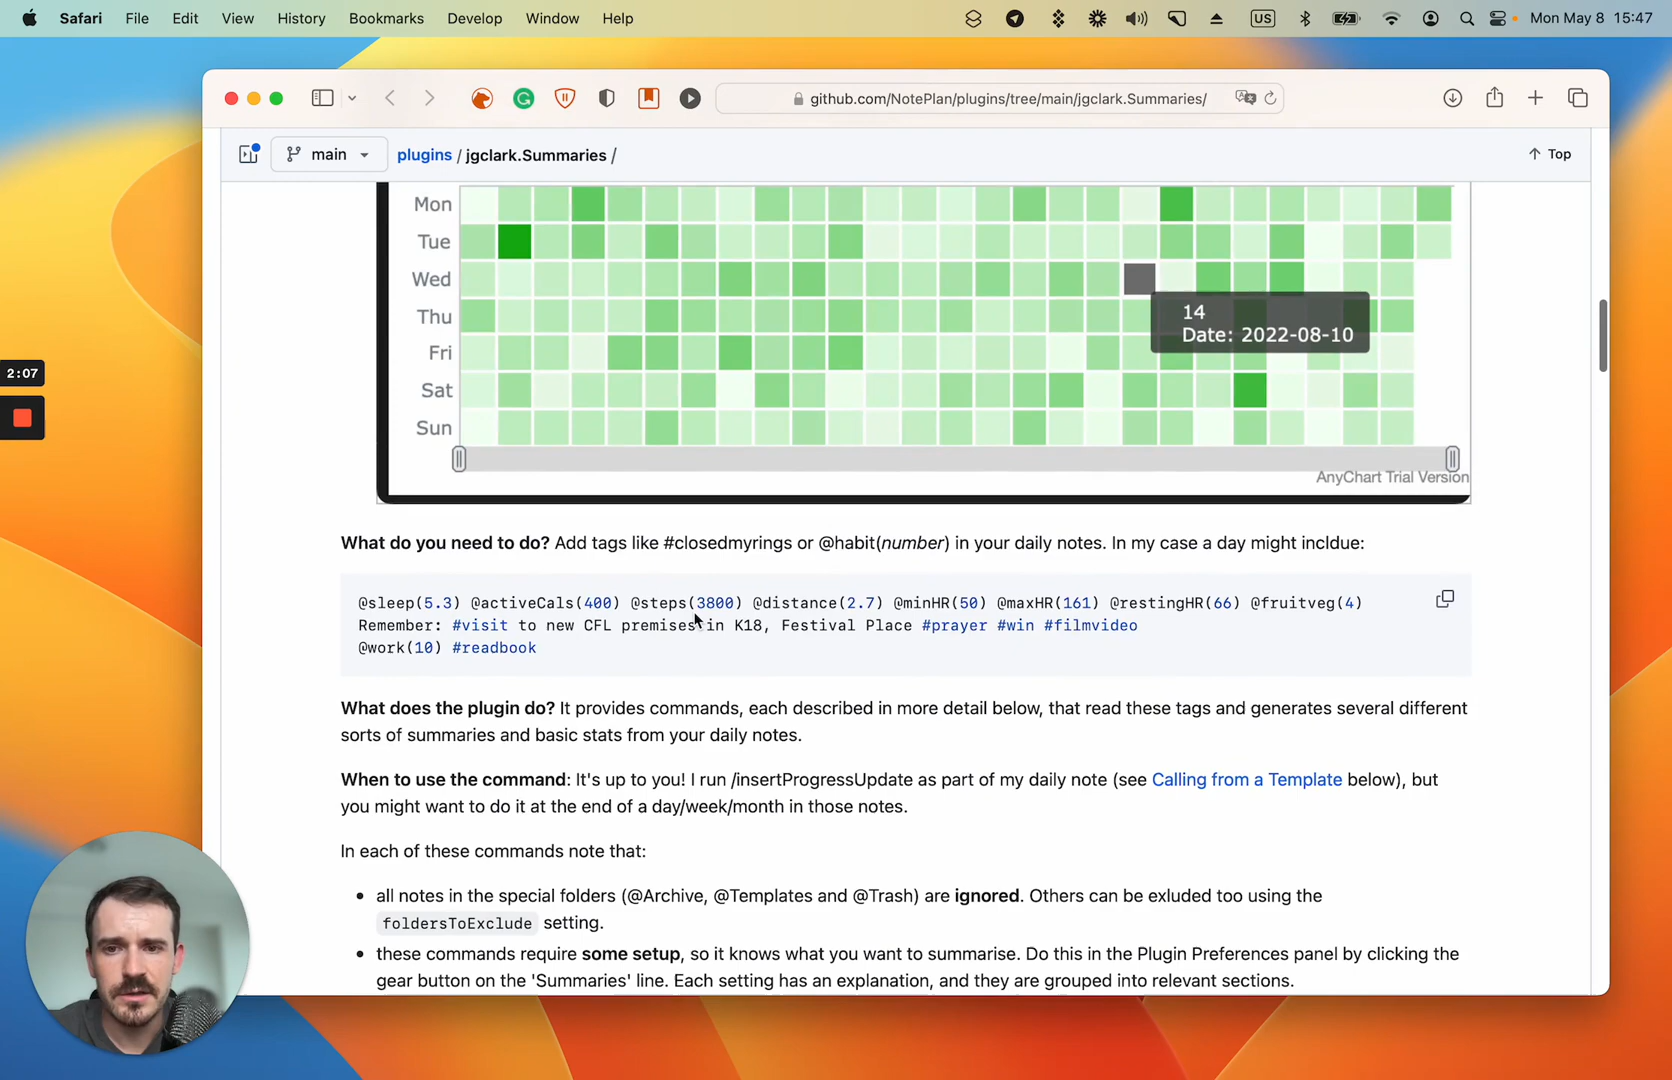 Safari File Edit View History Bookmarks Develop Window Help US Mon May 8 15:47
github.com/NotePlan/plugins/tree/main/jgclark.Summaries/
main plugins / jgclark.Summaries / Top
Mon
Tue
Wed
Thu
Fri
Sat
Sun
14
Date: 2022-08-10
AnyChart Trial Version
2:07
What do you need to do? Add tags like #closedmyrings or @habit(number) in your daily notes. In my case a day might incldue:
@sleep(5.3) @activeCals(400) @steps(3800) @distance(2.7) @minHR(50) @maxHR(161) @restingHR(66) @fruitveg(4)
Remember: #visit to new CFL premises in K18, Festival Place #prayer #win #filmvideo
@work(10) #readbook
What does the plugin do? It provides commands, each described in more detail below, that read these tags and generates several different
sorts of summaries and basic stats from your daily notes.
When to use the command: It's up to you! I run /insertProgressUpdate as part of my daily note (see Calling from a Template below), but
you might want to do it at the end of a day/week/month in those notes.
In each of these commands note that:
• all notes in the special folders (@Archive, @Templates and @Trash) are ignored. Others can be exluded too using the
foldersToExclude setting.
• these commands require some setup, so it knows what you want to summarise. Do this in the Plugin Preferences panel by clicking the
gear button on the 'Summaries' line. Each setting has an explanation, and they are grouped into relevant sections.